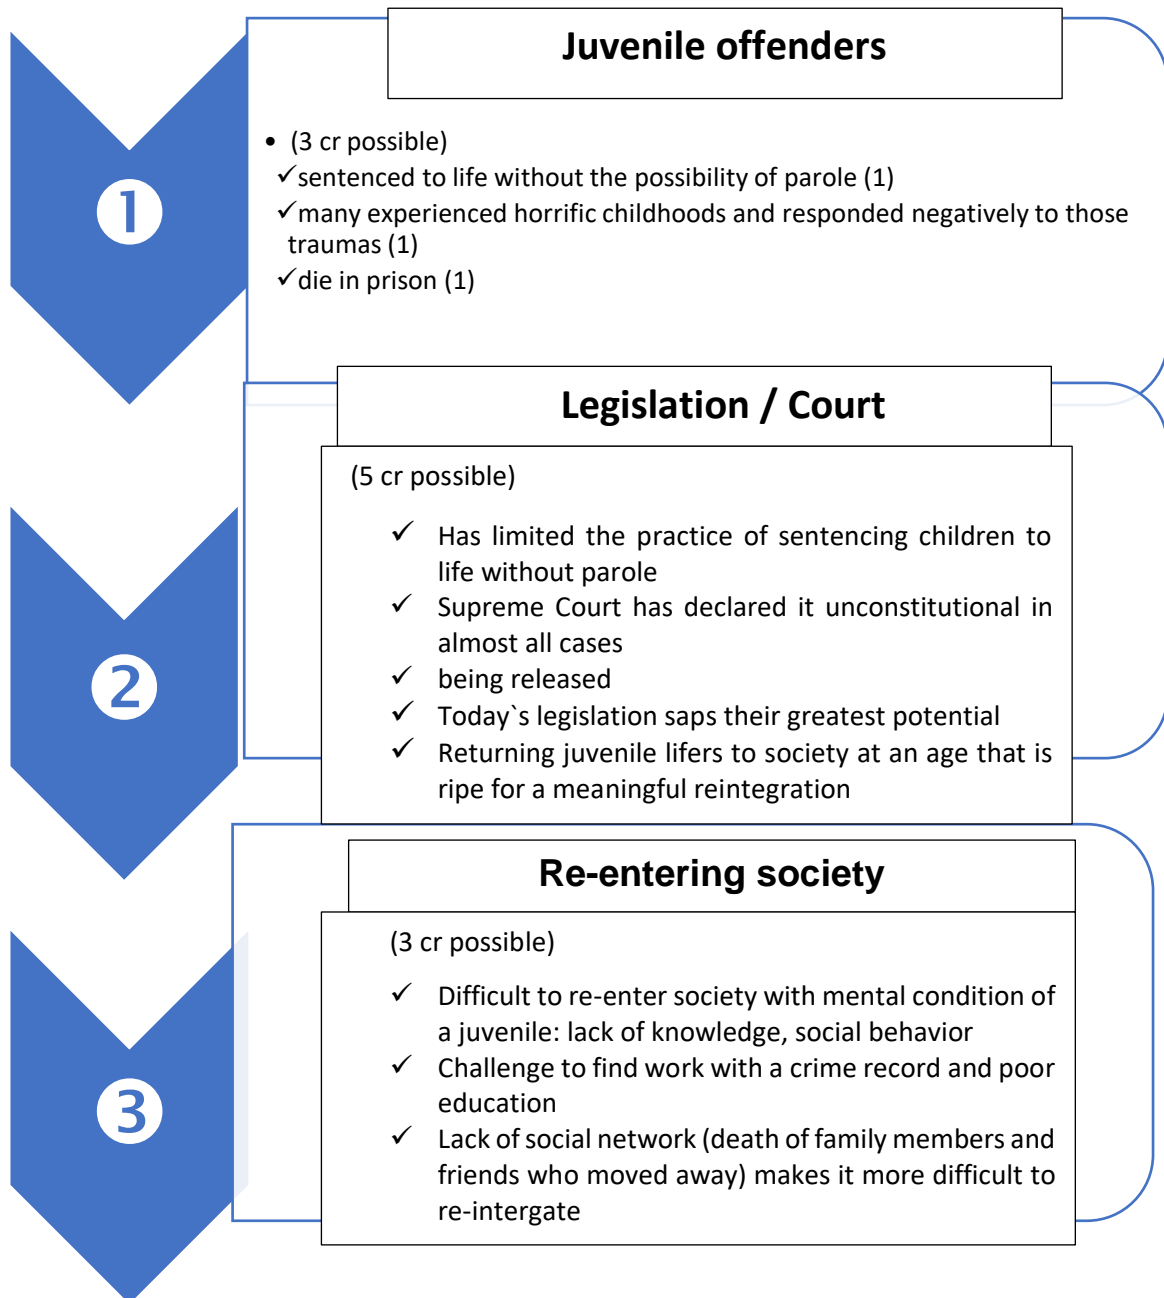 Juvenile offenders
❶
• (3 cr possible)
✓sentenced to life without the possibility of parole (1)
✓many experienced horrific childhoods and responded negatively to those
traumas (1)
✓die in prison (1)
Legislation / Court
❷
(5 cr possible)
✓ Has limited the practice of sentencing children to
life without parole
✓ Supreme Court has declared it unconstitutional in
almost all cases
✓ being released
✓ Today`s legislation saps their greatest potential
✓ Returning juvenile lifers to society at an age that is
ripe for a meaningful reintegration
Re-entering society
❸
(3 cr possible)
✓ Difficult to re-enter society with mental condition of
a juvenile: lack of knowledge, social behavior
✓ Challenge to find work with a crime record and poor
education
✓ Lack of social network (death of family members and
friends who moved away) makes it more difficult to
re-intergate